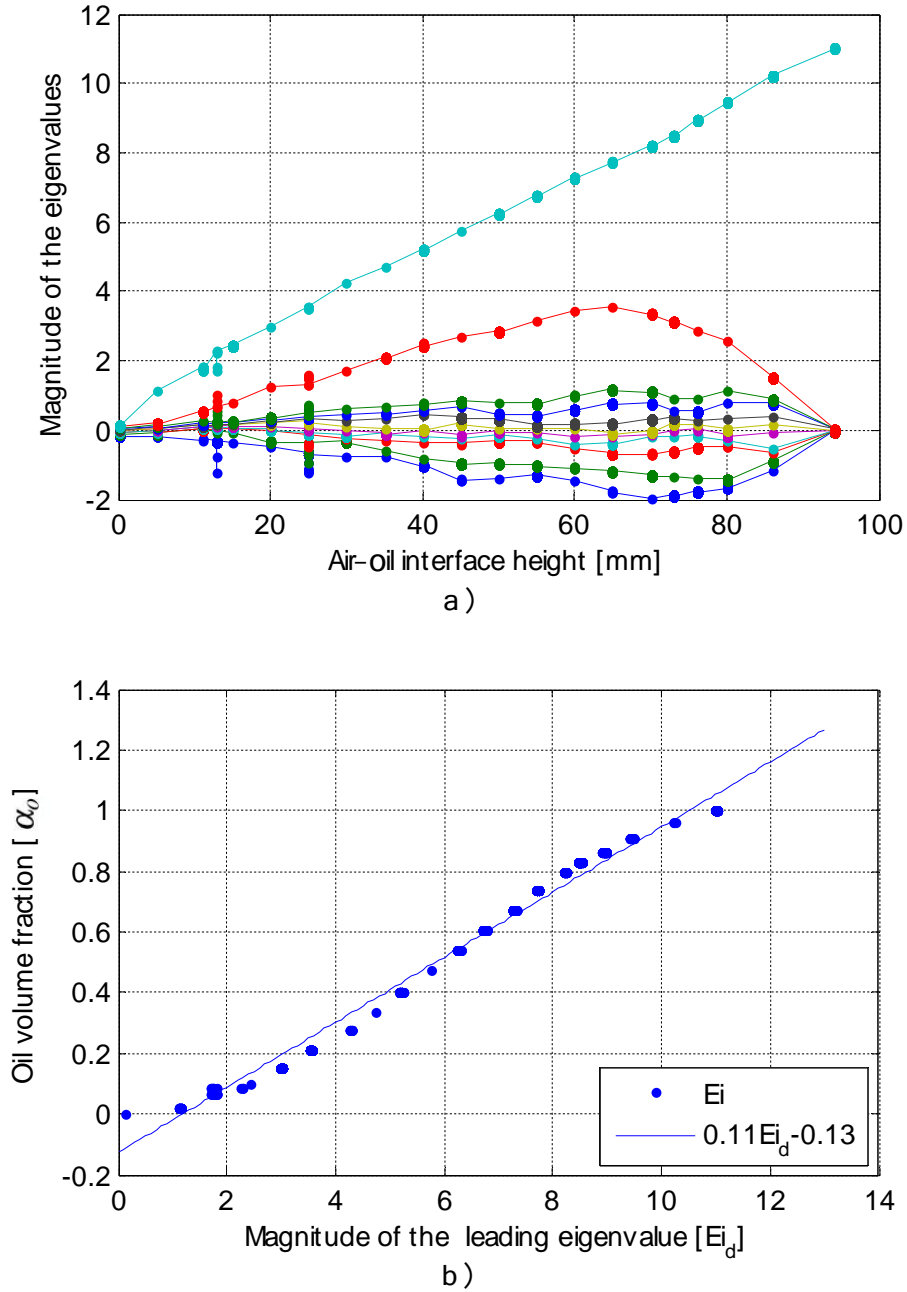 12
10
8
6
4
2
0
-2
Magnitude of the eigenvalues
0 20 40 60 80 100
Air-oil interface height [mm]
a)
1.4
1.2
1
0.8
0.6
0.4
0.2
0
-0.2
Oil volume fraction [αₒ]
Ei
0.11Ei_d-0.13
0 2 4 6 8 10 12 14
Magnitude of the leading eigenvalue [Ei_d]
b)